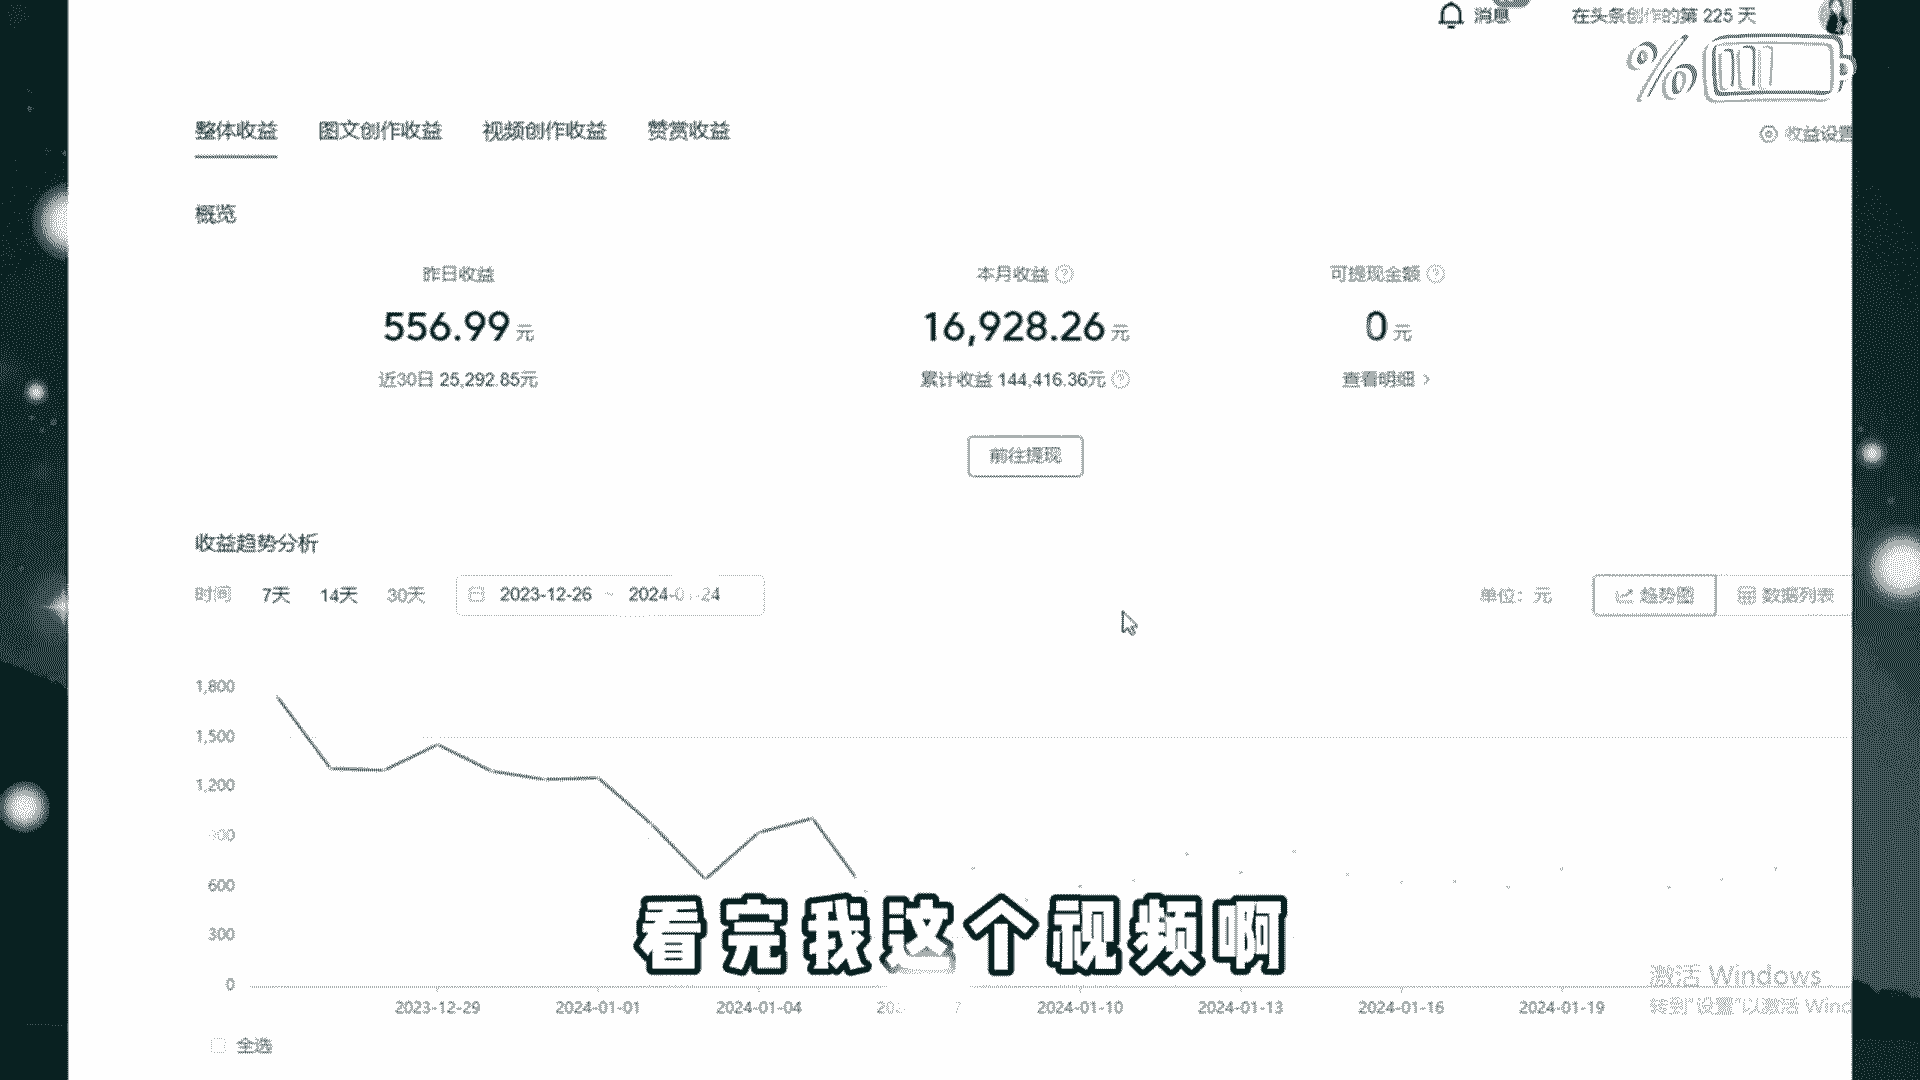 消息
在头条创作的第 225 天
%
整体收益 图文创作收益 视频创作收益 赞赏收益
收益设置
概览
昨日收益 本月收益 ? 可提现金额 ?
556.99 元 16,928.26 元 0 元
近30日 25,292.85元 累计收益 144,416.36元 ? 查看明细 >
前往提现
收益趋势分析
时间 7天 14天 30天 2023-12-26 ~ 2024- -24 单位：元 趋势图 数据列表
1,800
1,500
1,200
600
300
0
看完我这个视频啊
2023-12-29 2024-01-01 2024-01-04 2024-01-10 2024-01-13 2024-01-16 2024-01-19
激活 Windows
转到"设置"以激活 Wind
全选